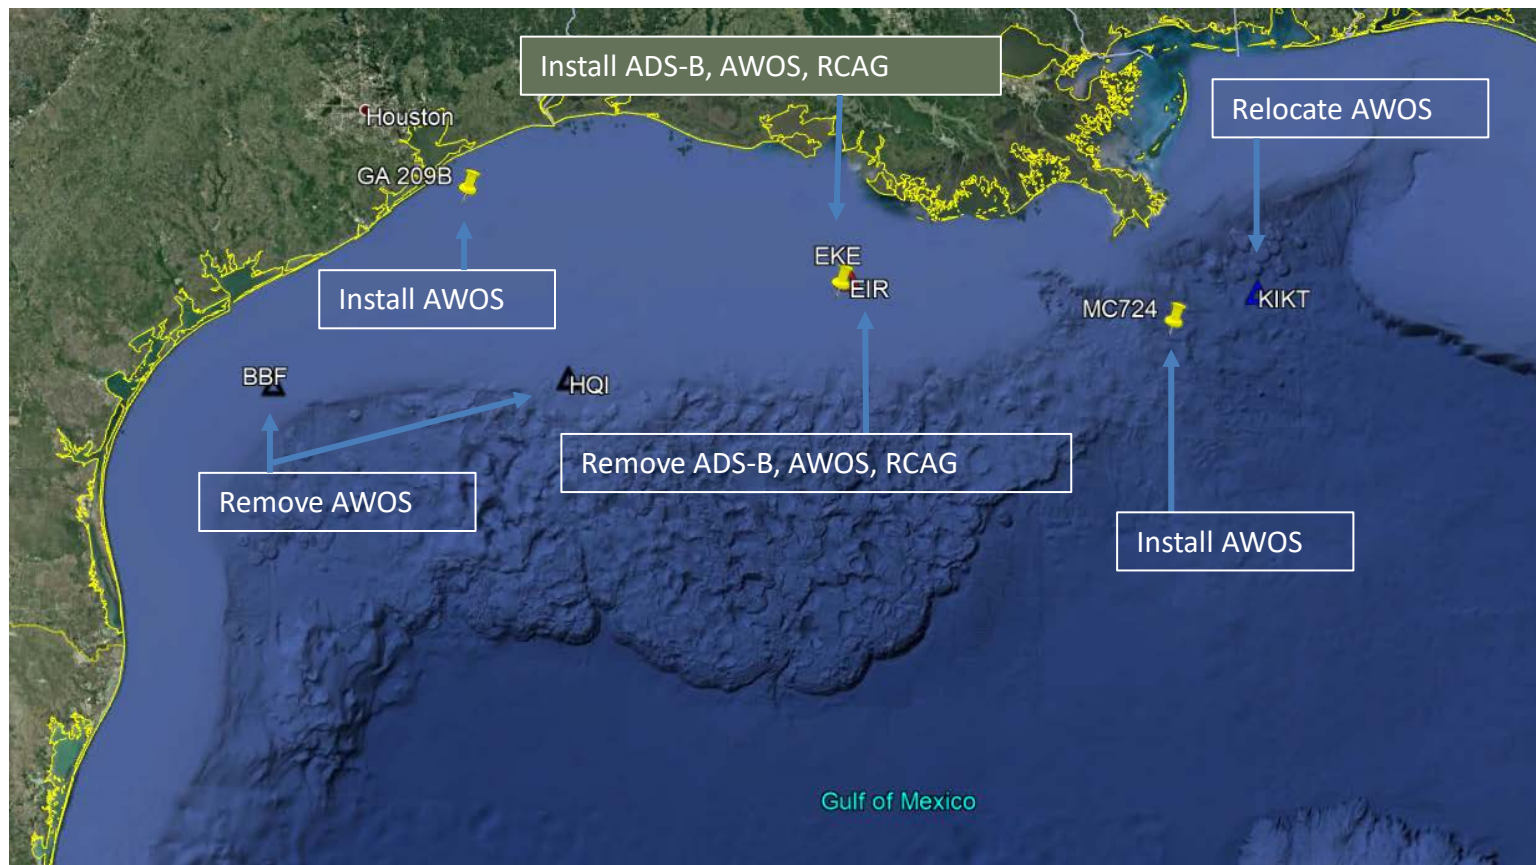 Install ADS-B, AWOS, RCAG
Relocate AWOS
Houston
GA 209B
EKE
EIR
Install AWOS
KIKT
MC724
BBF
HQI
Remove ADS-B, AWOS, RCAG
Remove AWOS
Install AWOS
Gulf of Mexico